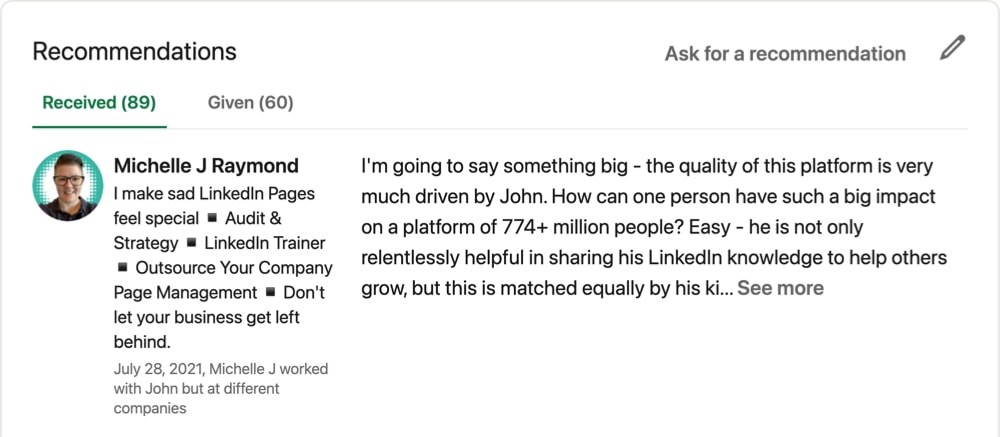 Recommendations
Ask for a recommendation
Received (89)
Given (60)
Michelle J Raymond
I make sad LinkedIn Pages
feel special ◾ Audit &
Strategy ◾ LinkedIn Trainer
◾ Outsource Your Company
Page Management ◾ Don't
let your business get left
behind.
July 28, 2021, Michelle J worked
with John but at different
companies
I'm going to say something big - the quality of this platform is very
much driven by John. How can one person have such a big impact
on a platform of 774+ million people? Easy - he is not only
relentlessly helpful in sharing his LinkedIn knowledge to help others
grow, but this is matched equally by his ki... See more